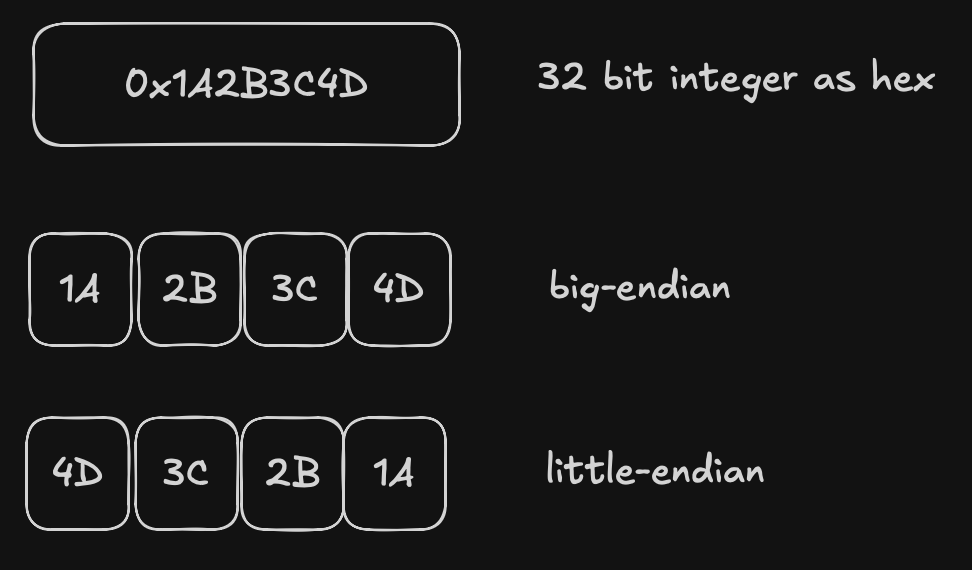 0x1A2B3C4D 32 bit integer as hex
1A 2B 3C 4D big-endian
4D 3C 2B 1A little-endian